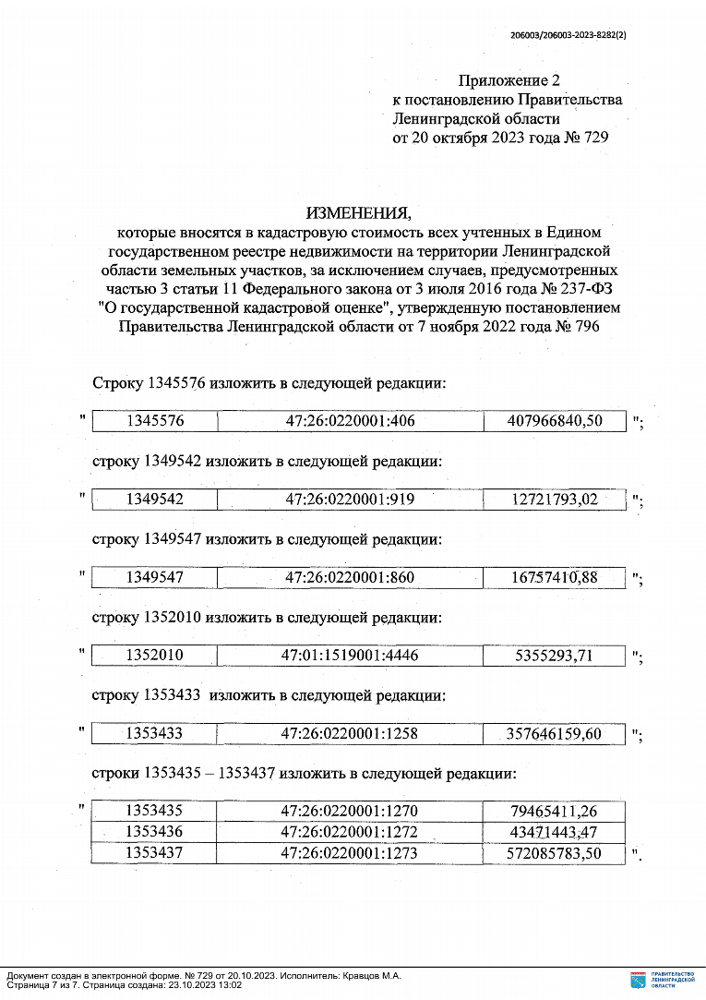 206003/206003-2023-8282(2)
Приложение 2
к постановлению Правительства
Ленинградской области
от 20 октября 2023 года № 729
ИЗМЕНЕНИЯ,
которые вносятся в кадастровую стоимость всех учтенных в Едином
государственном реестре недвижимости на территории Ленинградской
области земельных участков, за исключением случаев, предусмотренных
частью 3 статьи 11 Федерального закона от 3 июля 2016 года № 237-ФЗ
"О государственной кадастровой оценке", утвержденную постановлением
Правительства Ленинградской области от 7 ноября 2022 года № 796
Строку 1345576 изложить в следующей редакции:
" 1345576 47:26:0220001:406 407966840,50 ";
строку 1349542 изложить в следующей редакции:
" 1349542 47:26:0220001:919 12721793,02 ";
строку 1349547 изложить в следующей редакции:
" 1349547 47:26:0220001:860 16757410,88 ";
строку 1352010 изложить в следующей редакции:
" 1352010 47:01:1519001:4446 5355293,71 ";
строку 1353433 изложить в следующей редакции:
" 1353433 47:26:0220001:1258 357646159,60 ";
строки 1353435 – 1353437 изложить в следующей редакции:
" 1353435 47:26:0220001:1270 79465411,26
1353436 47:26:0220001:1272 43471443,47
1353437 47:26:0220001:1273 572085783,50 ".
Документ создан в электронной форме. № 729 от 20.10.2023. Исполнитель: Кравцов М.А.
Страница 7 из 7. Страница создана: 23.10.2023 13:02
ПРАВИТЕЛЬСТВО
ЛЕНИНГРАДСКОЙ
ОБЛАСТИ